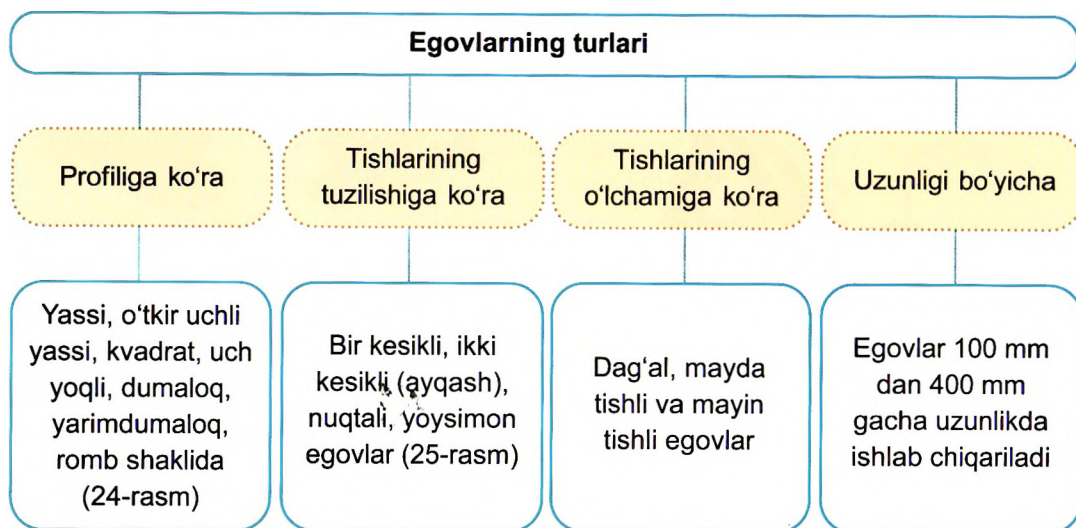 Egovlarning turlari
Profiliga ko‘ra
Tishlarining
tuzilishiga ko‘ra
Tishlarining
o‘lchamiga ko‘ra
Uzunligi bo‘yicha
Yassi, o‘tkir uchli
yassi, kvadrat, uch
yoqli, dumaloq,
yarimdumaloq,
romb shaklida
(24-rasm)
Bir kesikli, ikki
kesikli (ayqash),
nuqtali, yoysimon
egovlar (25-rasm)
Dag‘al, mayda
tishli va mayin
tishli egovlar
Egovlar 100 mm
dan 400 mm
gacha uzunlikda
ishlab chiqariladi